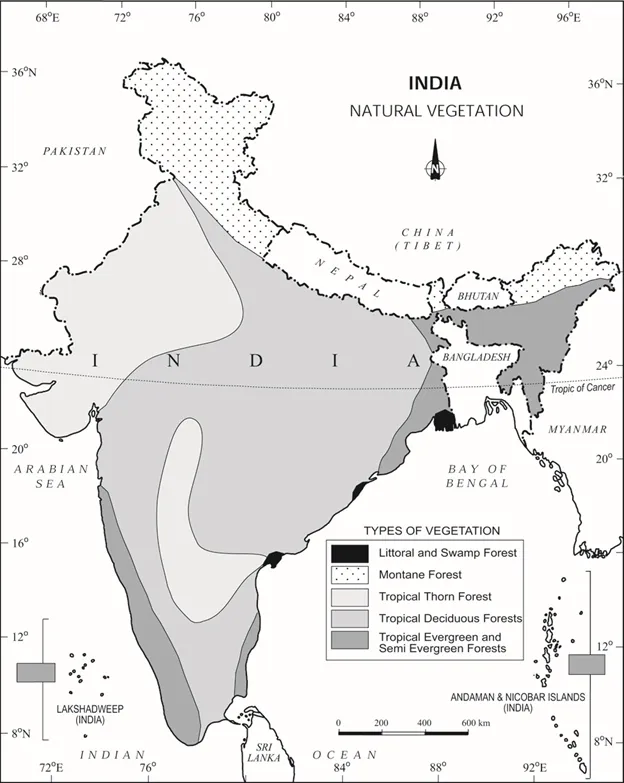 68°E 72° 76° 80° 84° 88° 92° 96°E
36°N
INDIA
36°N
NATURAL VEGETATION
PAKISTAN
N
32°
32°
CHINA
(TIBET)
28°
NEPAL
BHUTAN
I N D I A
BANGLADESH
24°
Tropic of Cancer
MYANMAR
20°
20°
ARABIAN
SEA
BAY OF
BENGAL
16°
TYPES OF VEGETATION
Littoral and Swamp Forest
Montane Forest
Tropical Thorn Forest
Tropical Deciduous Forests
Tropical Evergreen and
Semi Evergreen Forests
12°
12°
LAKSHADWEEP
(INDIA)
ANDAMAN & NICOBAR ISLANDS
(INDIA)
0 200 400 600 km
8°N
8°N
INDIAN
SRI
LANKA
OCEAN
72°E 76° 84° 88° 92°E